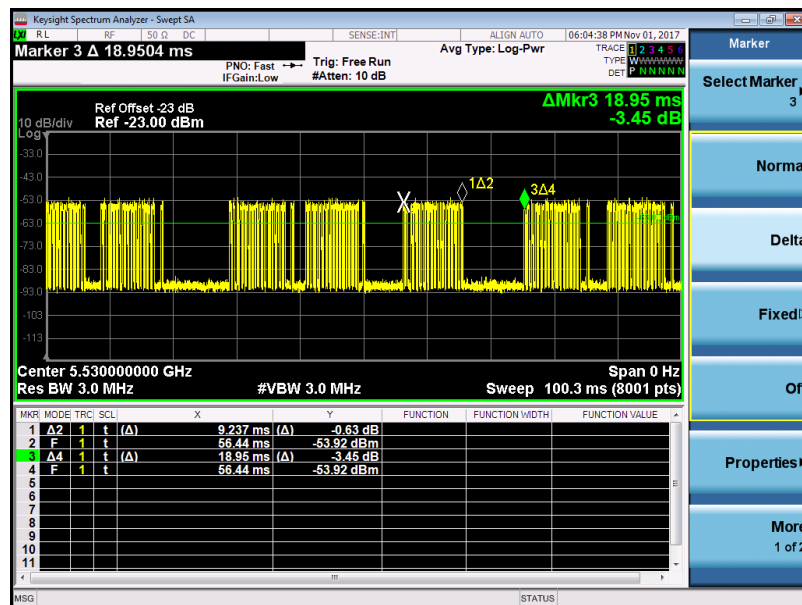 Keysight Spectrum Analyzer - Swept SA
LXI RL RF 50 Ω DC SENSE:INT ALIGN AUTO 06:04:38 PM Nov 01, 2017
Marker 3 Δ 18.9504 ms
PNO: Fast
IFGain:Low
Trig: Free Run
#Atten: 10 dB
Avg Type: Log-Pwr
TRACE 1 2 3 4 5 6
TYPE WWWWWW
DET P N N N N N
Ref Offset -23 dB
10 dB/div Ref -23.00 dBm
Log
ΔMkr3 18.95 ms
-3.45 dB
-33.0
-43.0
-53.0
-63.0
-73.0
-83.0
-93.0
-103
-113
X
1Δ2
3Δ4
Center 5.530000000 GHz Span 0 Hz
Res BW 3.0 MHz #VBW 3.0 MHz Sweep 100.3 ms (8001 pts)
MKR MODE TRC SCL X Y FUNCTION FUNCTION WIDTH FUNCTION VALUE
1 Δ2 1 t (Δ) 9.237 ms (Δ) -0.63 dB
2 F 1 t 56.44 ms -53.92 dBm
3 Δ4 1 t (Δ) 18.95 ms (Δ) -3.45 dB
4 F 1 t 56.44 ms -53.92 dBm
5
6
7
8
9
10
11
MSG STATUS
Marker
Select Marker
3
Norma
Delta
Fixed
Of
Properties
More
1 of 2